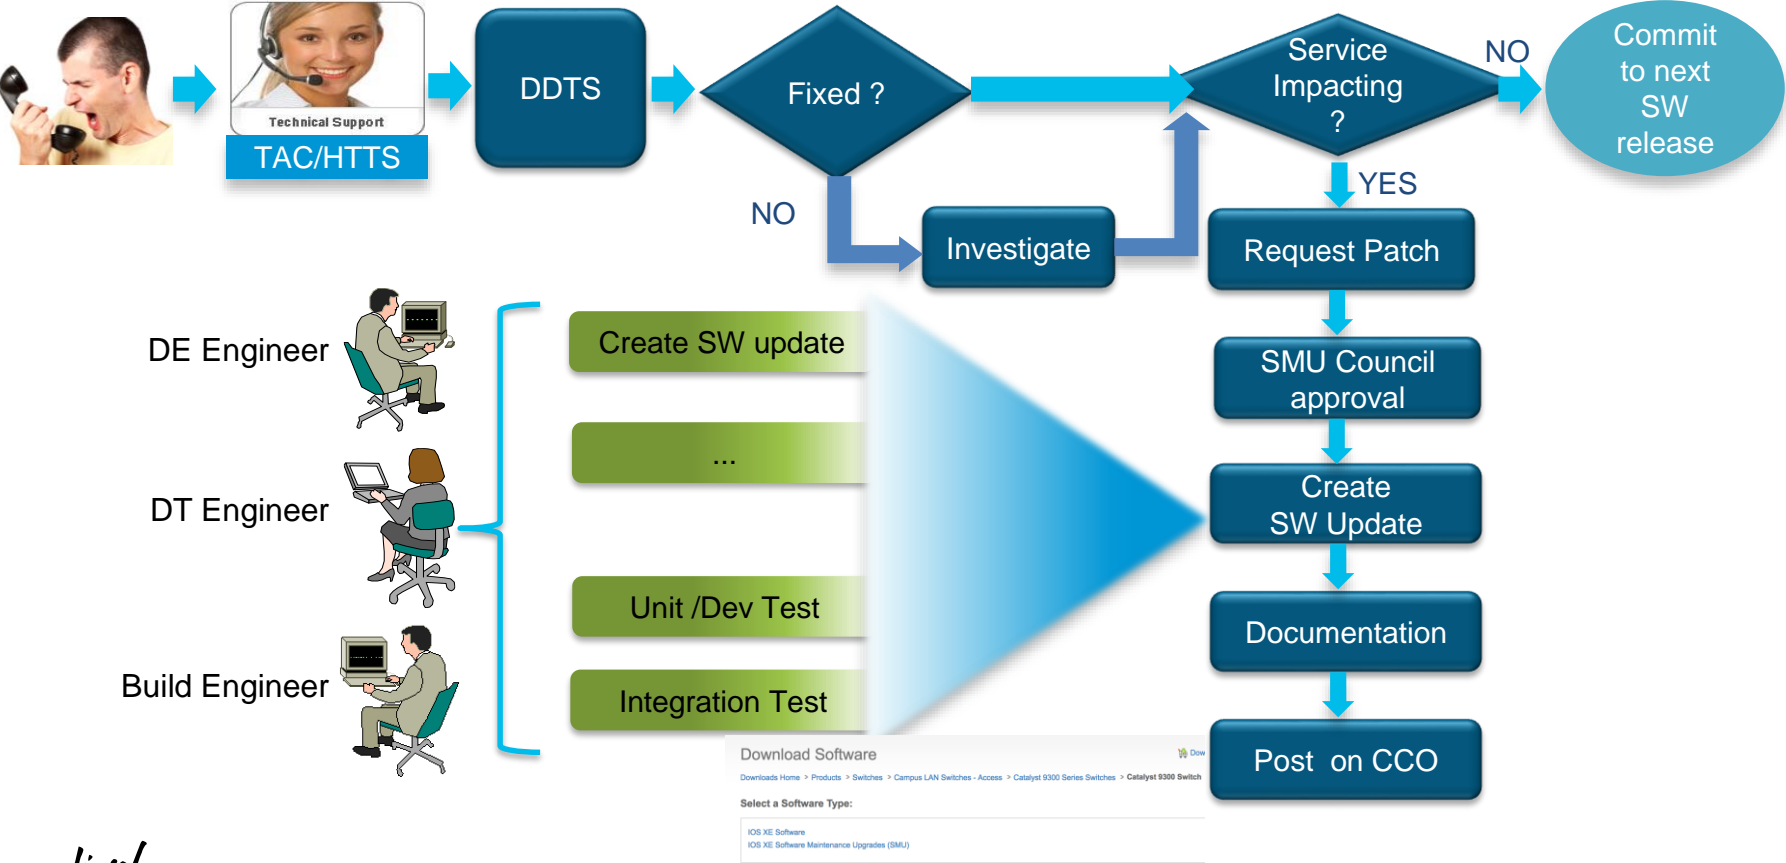 Technical Support
TAC/HTTS
DDTS
Fixed ?
Service
Impacting
?
NO
Commit
to next
SW
release
NO
YES
Investigate
Request Patch
DE Engineer
Create SW update
SMU Council
approval
...
DT Engineer
Create
SW Update
Unit /Dev Test
Documentation
Build Engineer
Integration Test
Post on CCO
Download Software
Dow
Downloads Home > Products > Switches > Campus LAN Switches - Access > Catalyst 9300 Series Switches > Catalyst 9300 Switch
Select a Software Type:
IOS XE Software
IOS XE Software Maintenance Upgrades (SMU)